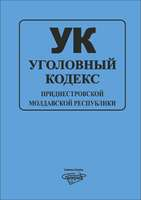 УК
УГОЛОВНЫЙ
КОДЕКС
ПРИДНЕСТРОВСКОЙ
МОЛДАВСКОЙ РЕСПУБЛИКИ